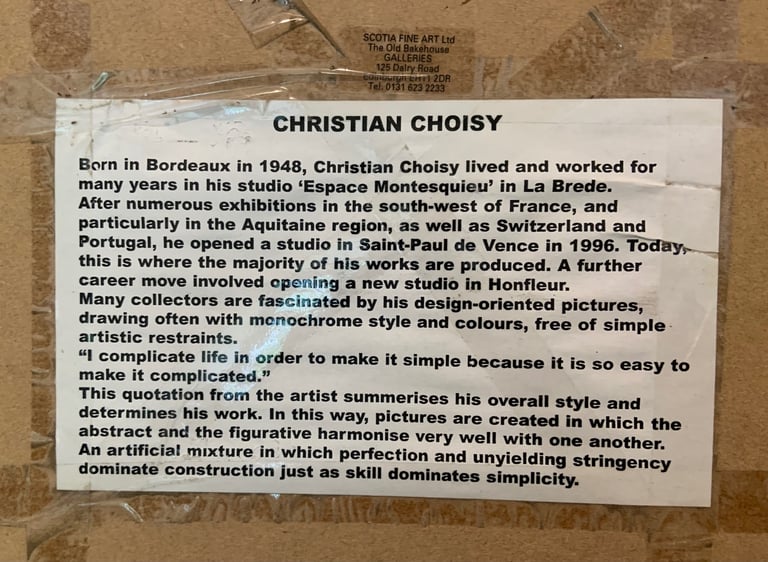 SCOTIA FINE ART Ltd
The Old Bakehouse
GALLERIES
125 Dalry Road
Edinburgh EH11 2DR
Tel. 0131 623 2233
CHRISTIAN CHOISY
Born in Bordeaux in 1948, Christian Choisy lived and worked for
many years in his studio ‘Espace Montesquieu’ in La Brede.
After numerous exhibitions in the south-west of France, and
particularly in the Aquitaine region, as well as Switzerland and
Portugal, he opened a studio in Saint-Paul de Vence in 1996. Today,
this is where the majority of his works are produced. A further
career move involved opening a new studio in Honfleur.
Many collectors are fascinated by his design-oriented pictures,
drawing often with monochrome style and colours, free of simple
artistic restraints.
“I complicate life in order to make it simple because it is so easy to
make it complicated.”
This quotation from the artist summerises his overall style and
determines his work. In this way, pictures are created in which the
abstract and the figurative harmonise very well with one another.
An artificial mixture in which perfection and unyielding stringency
dominate construction just as skill dominates simplicity.